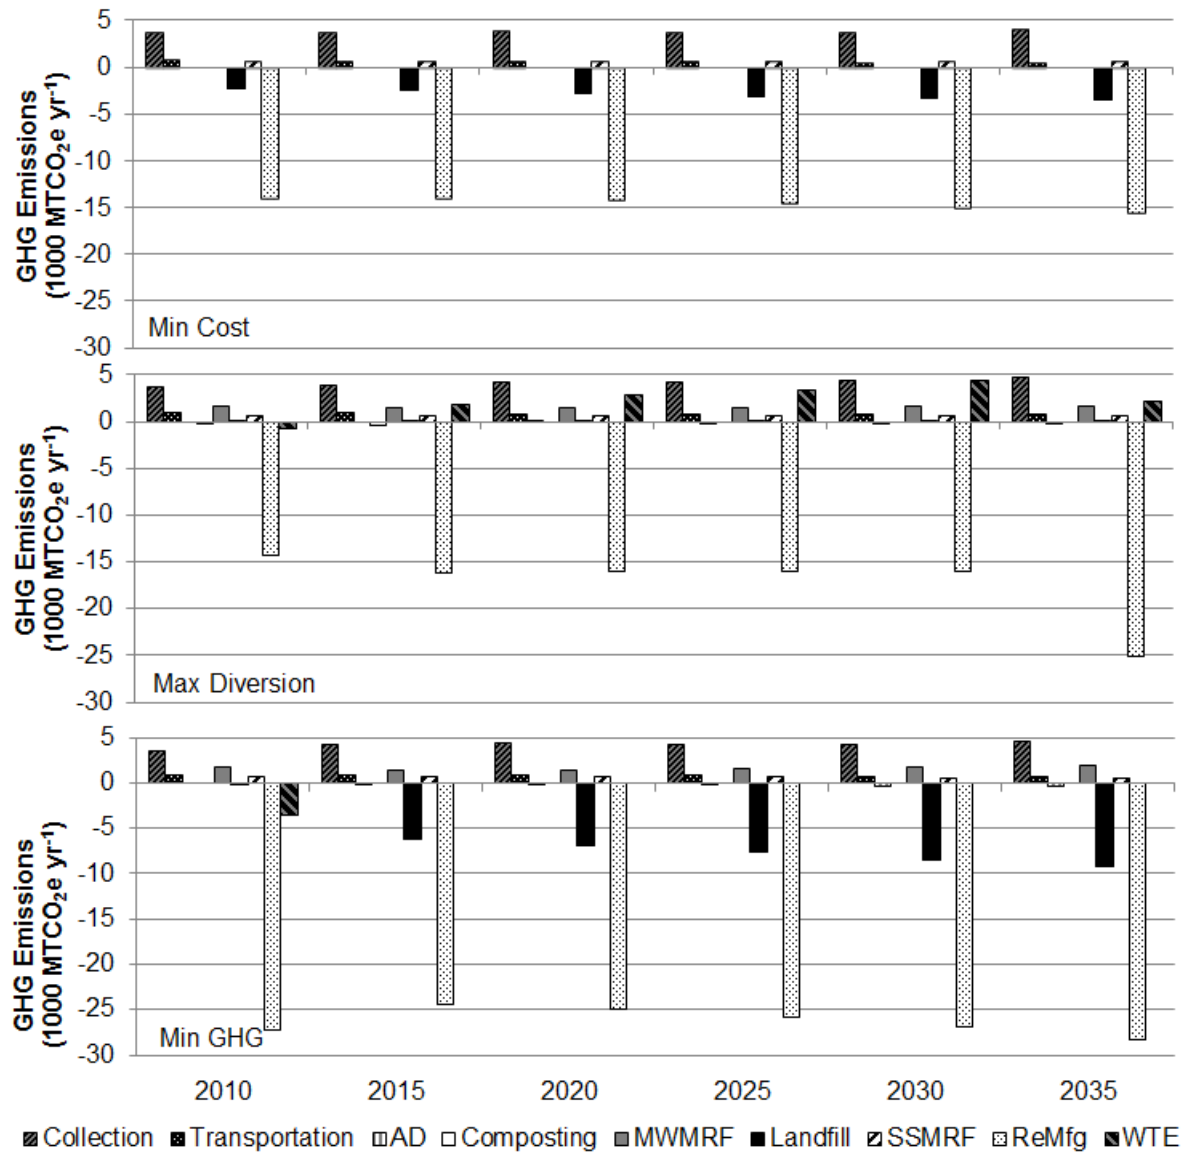 GHG Emissions
(1000 MTCO₂e yr⁻¹)
5
0
-5
-10
-15
-20
-25
-30
Min Cost
GHG Emissions
(1000 MTCO₂e yr⁻¹)
5
0
-5
-10
-15
-20
-25
-30
Max Diversion
GHG Emissions
(1000 MTCO₂e yr⁻¹)
5
0
-5
-10
-15
-20
-25
-30
Min GHG
2010 2015 2020 2025 2030 2035
Collection Transportation AD Composting MWMRF Landfill SSMRF ReMfg WTE